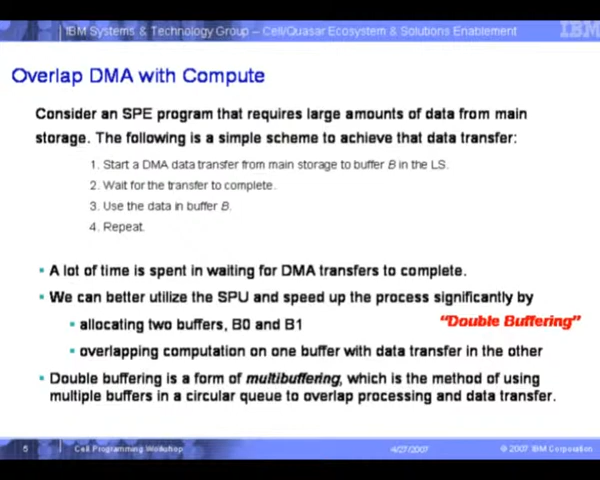 IBM Systems & Technology Group – Cell/Quasar Ecosystem & Solutions Enablement
IBM
Overlap DMA with Compute
Consider an SPE program that requires large amounts of data from main
storage. The following is a simple scheme to achieve that data transfer:
1. Start a DMA data transfer from main storage to buffer B in the LS.
2. Wait for the transfer to complete.
3. Use the data in buffer B.
4. Repeat.
▪ A lot of time is spent in waiting for DMA transfers to complete.
▪ We can better utilize the SPU and speed up the process significantly by
▪ allocating two buffers, B0 and B1
"Double Buffering"
▪ overlapping computation on one buffer with data transfer in the other
▪ Double buffering is a form of multibuffering, which is the method of using
multiple buffers in a circular queue to overlap processing and data transfer.
5 Cell Programming Workshop 4/27/2007 © 2007 IBM Corporation